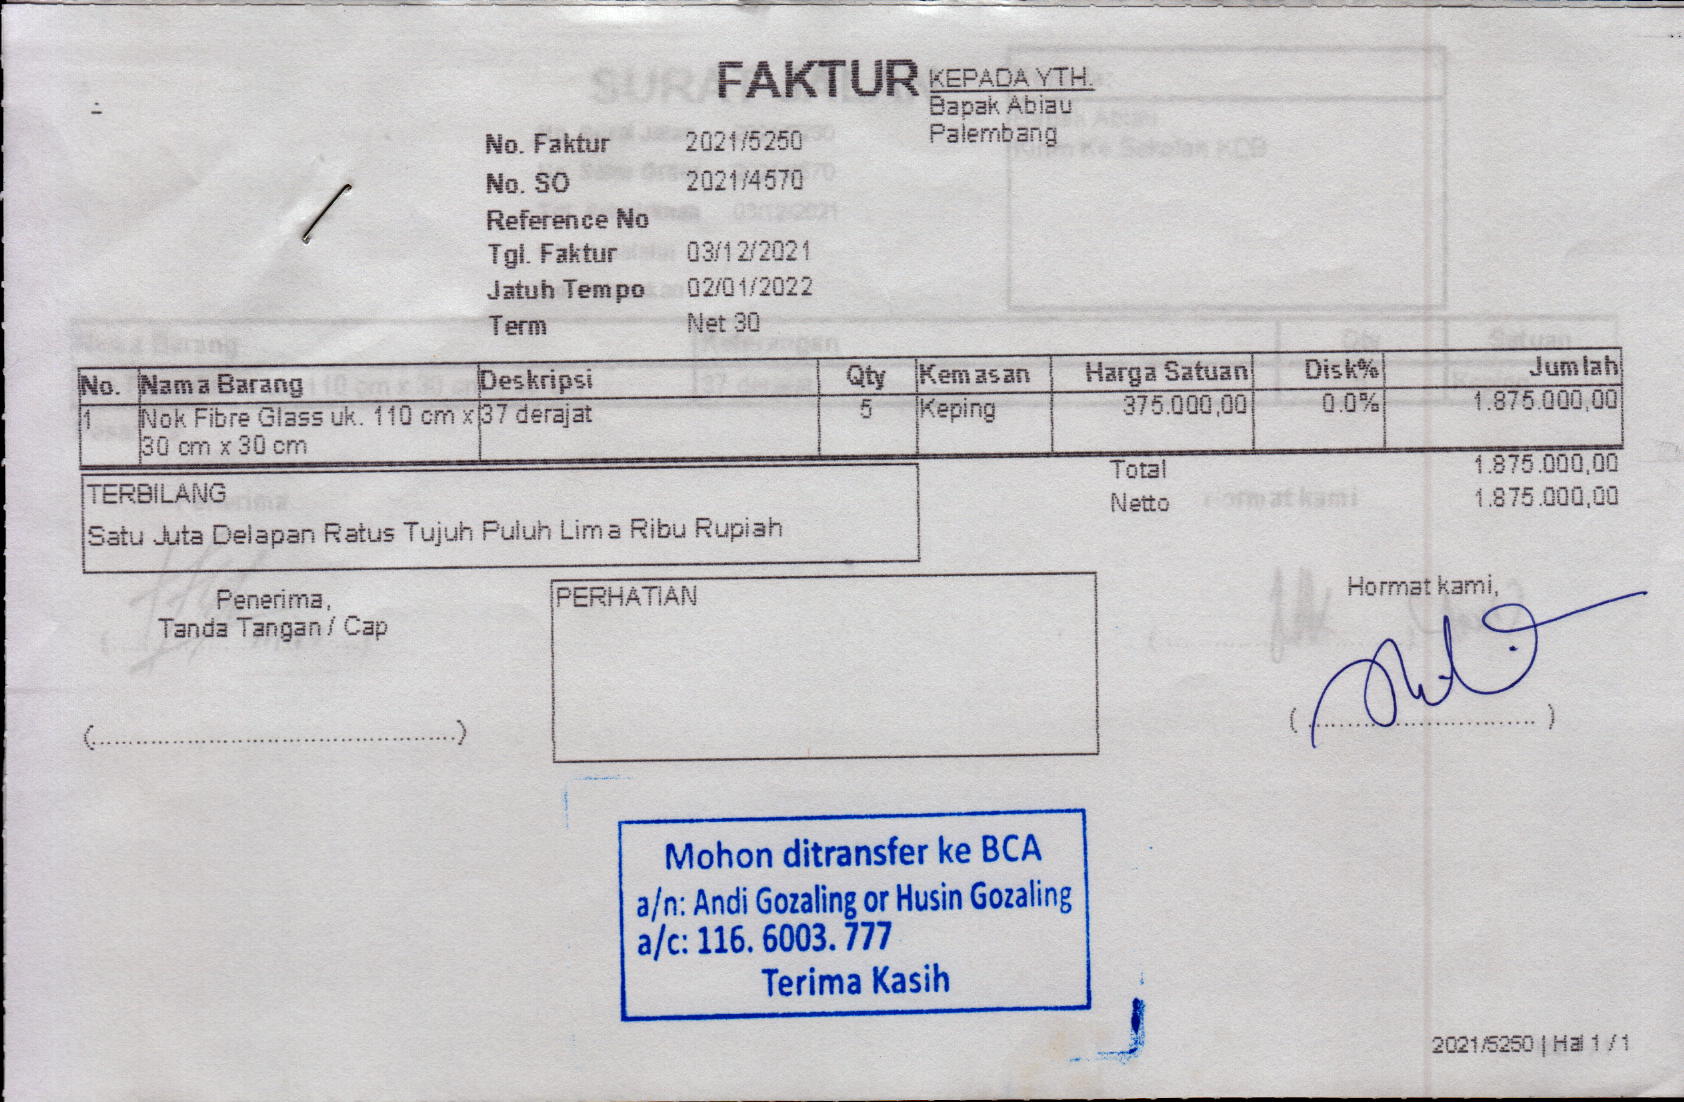 FAKTUR
KEPADA YTH.
Bapak Abiau
Palembang
No. Faktur 2021/5250
No. SO 2021/4570
Reference No
Tgl. Faktur 03/12/2021
Jatuh Tempo 02/01/2022
Term Net 30
No. Nama Barang Deskripsi Qty Kemasan Harga Satuan Disk% Jumlah
1 Nok Fibre Glass uk. 110 cm x 37 derajat 5 Keping 375.000,00 0.0% 1.875.000,00
30 cm x 30 cm
Total 1.875.000,00
Netto 1.875.000,00
TERBILANG
Satu Juta Delapan Ratus Tujuh Puluh Lima Ribu Rupiah
Penerima,
Tanda Tangan / Cap
(................................................)
PERHATIAN
Hormat kami,
(................................)
Mohon ditransfer ke BCA
a/n: Andi Gozaling or Husin Gozaling
a/c: 116. 6003. 777
Terima Kasih
2021/5250 | Hal 1 / 1